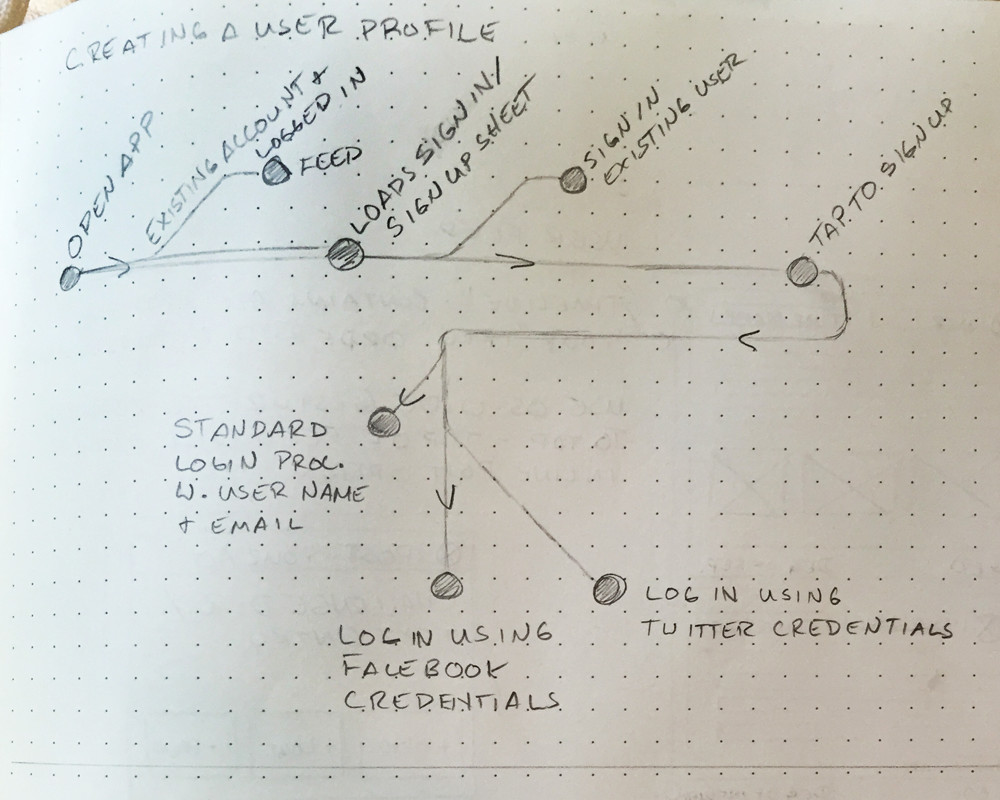 CREATING A USER PROFILE
OPEN APP
EXISTING ACCOUNT +
LOGGED IN
FEED
LOADS SIGN IN/
SIGN UP SHEET
SIGN IN
EXISTING USER
TAP TO SIGN UP
STANDARD
LOGIN PROC.
W. USER NAME
+ EMAIL
LOG IN USING
FACEBOOK
CREDENTIALS
LOG IN USING
TWITTER CREDENTIALS